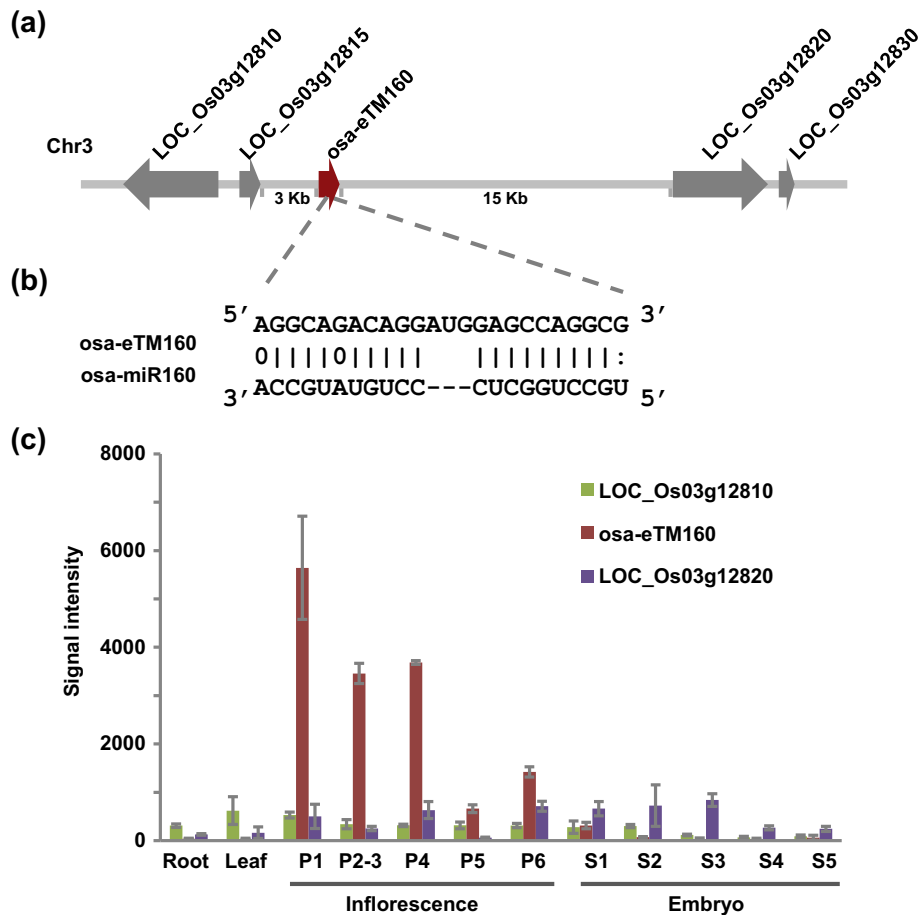 (a)
LOC_Os03g12810
LOC_Os03g12815
osa-eTM160
LOC_Os03g12820
LOC_Os03g12830
Chr3
3 Kb
15 Kb
(b)
5′ AGGCAGACAGGAUGGAGCCAGGCG 3′
osa-eTM160
O||||O||||| |||||||||:
osa-miR160
3′ ACCGUAUGUCC---CUCGGUCCGU 5′
(c)
8000
6000
4000
2000
0
Signal intensity
LOC_Os03g12810
osa-eTM160
LOC_Os03g12820
Root Leaf P1 P2-3 P4 P5 P6 S1 S2 S3 S4 S5
Inflorescence Embryo